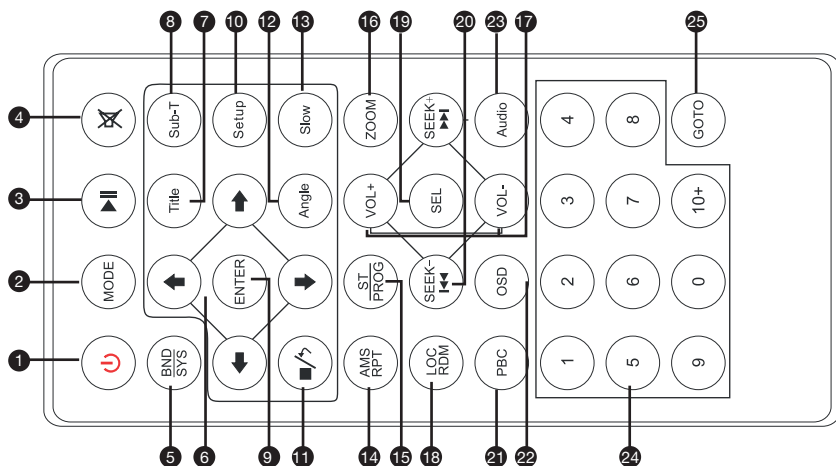 8
7
10
12
13
16
19
20
23
17
25
4
3
2
1
Sub-T
Setup
Slow
ZOOM
SEEK+
Audio
4
8
GOTO
Title
Angle
VOL+
SEL
VOL-
3
7
10+
MODE
ENTER
ST
PROG
SEEK-
OSD
2
6
0
BND
SYS
AMS
RPT
LOC
RDM
PBC
1
5
9
5
6
9
11
14
15
18
21
22
24